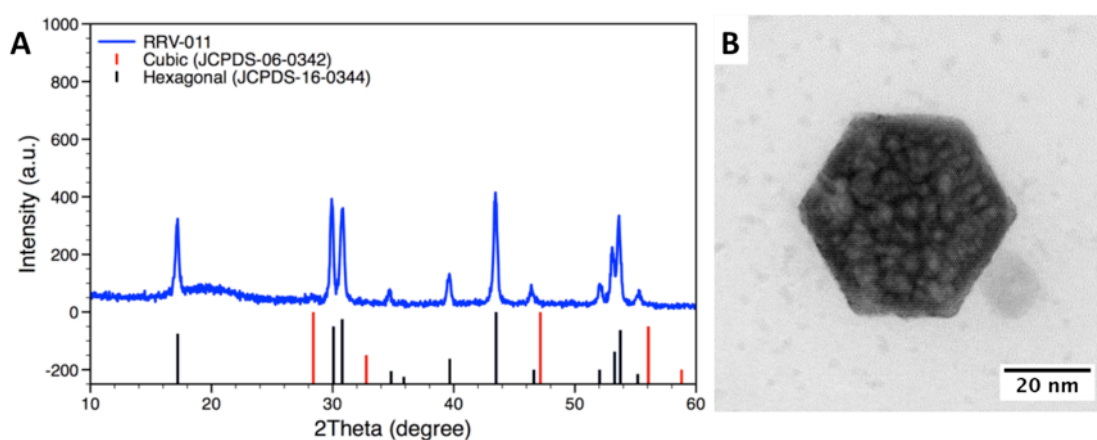 A
RRV-011
Cubic (JCPDS-06-0342)
Hexagonal (JCPDS-16-0344)
1000
800
600
400
200
0
-200
Intensity (a.u.)
10 20 30 40 50 60
2Theta (degree)
B
20 nm